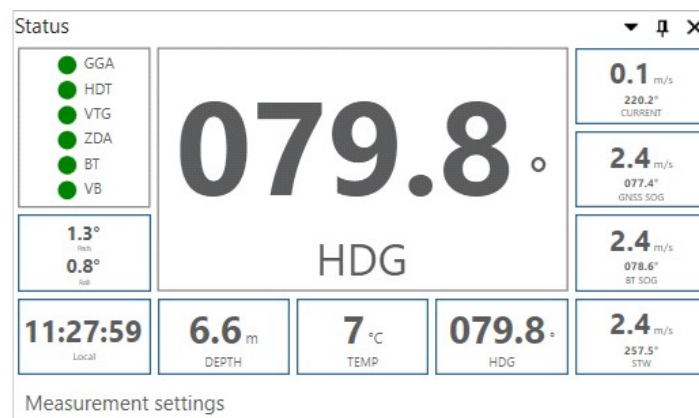 Status
GGA
HDT
VTG
ZDA
BT
VB
079.8°
HDG
0.1 m/s
220.2°
CURRENT
2.4 m/s
077.4°
GNSS SOG
1.3°
Pitch
0.8°
Roll
2.4 m/s
078.6°
BT SOG
11:27:59
Local
6.6 m
DEPTH
7 °C
TEMP
079.8°
HDG
2.4 m/s
257.5°
STW
Measurement settings